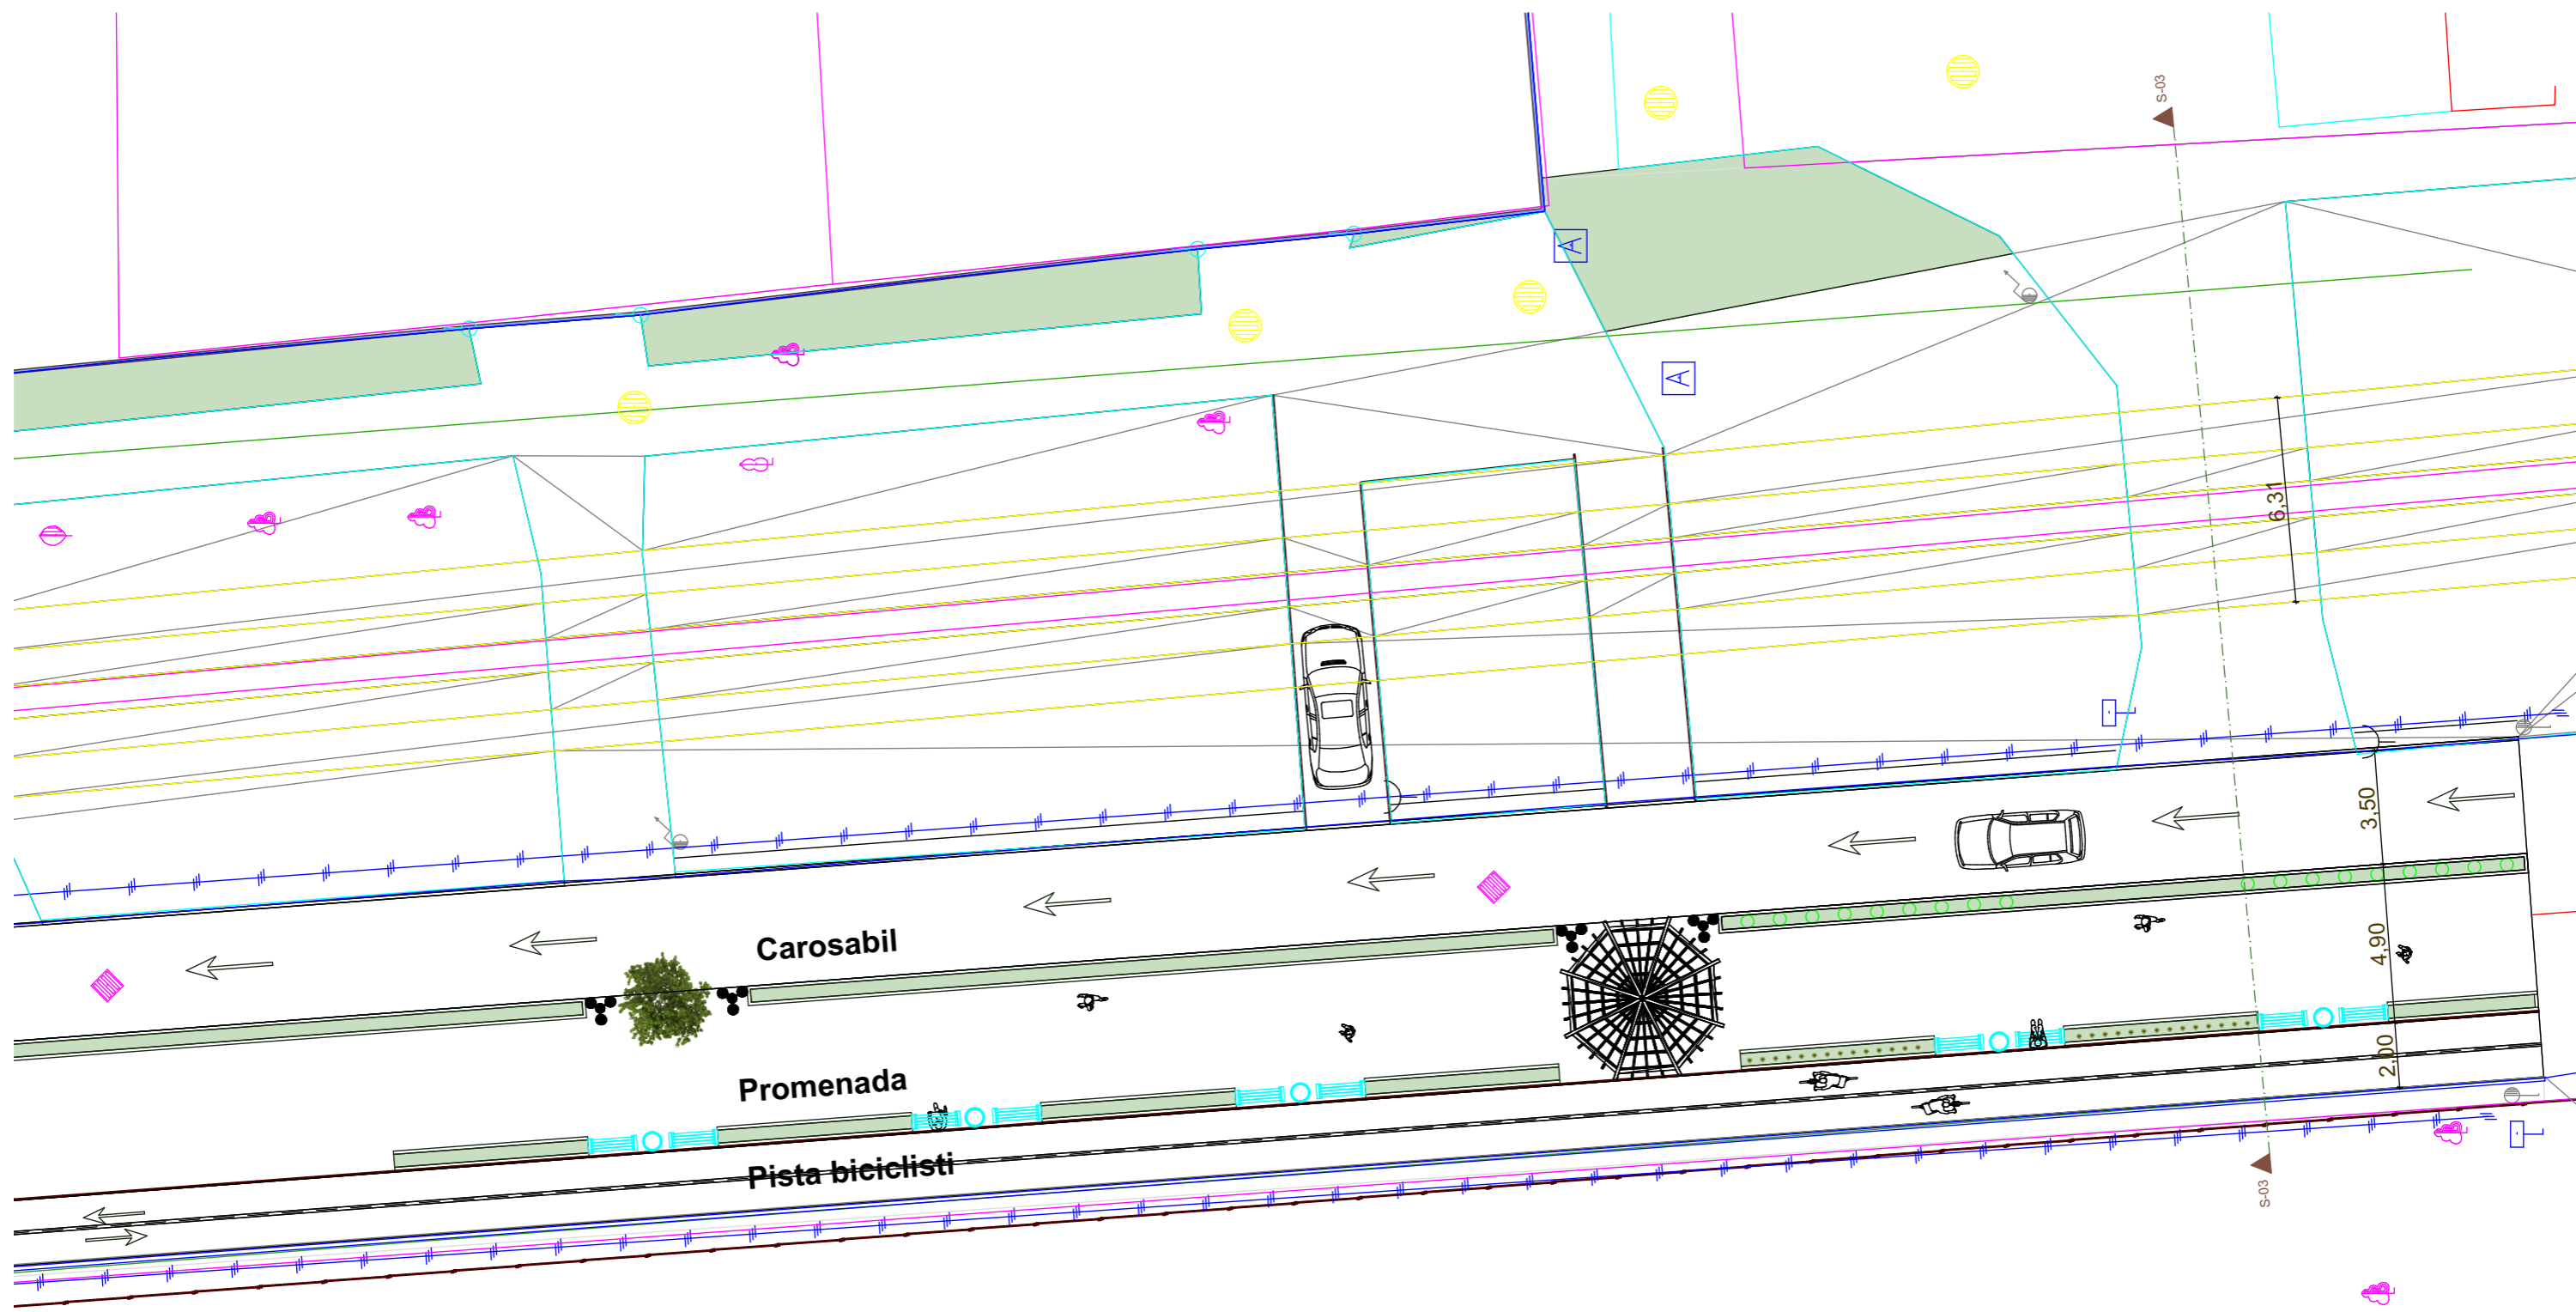 S-03
A
A
6,31
3,50
Carosabil
4,90
Promenada
2,00
Pista biciclisti
S-03